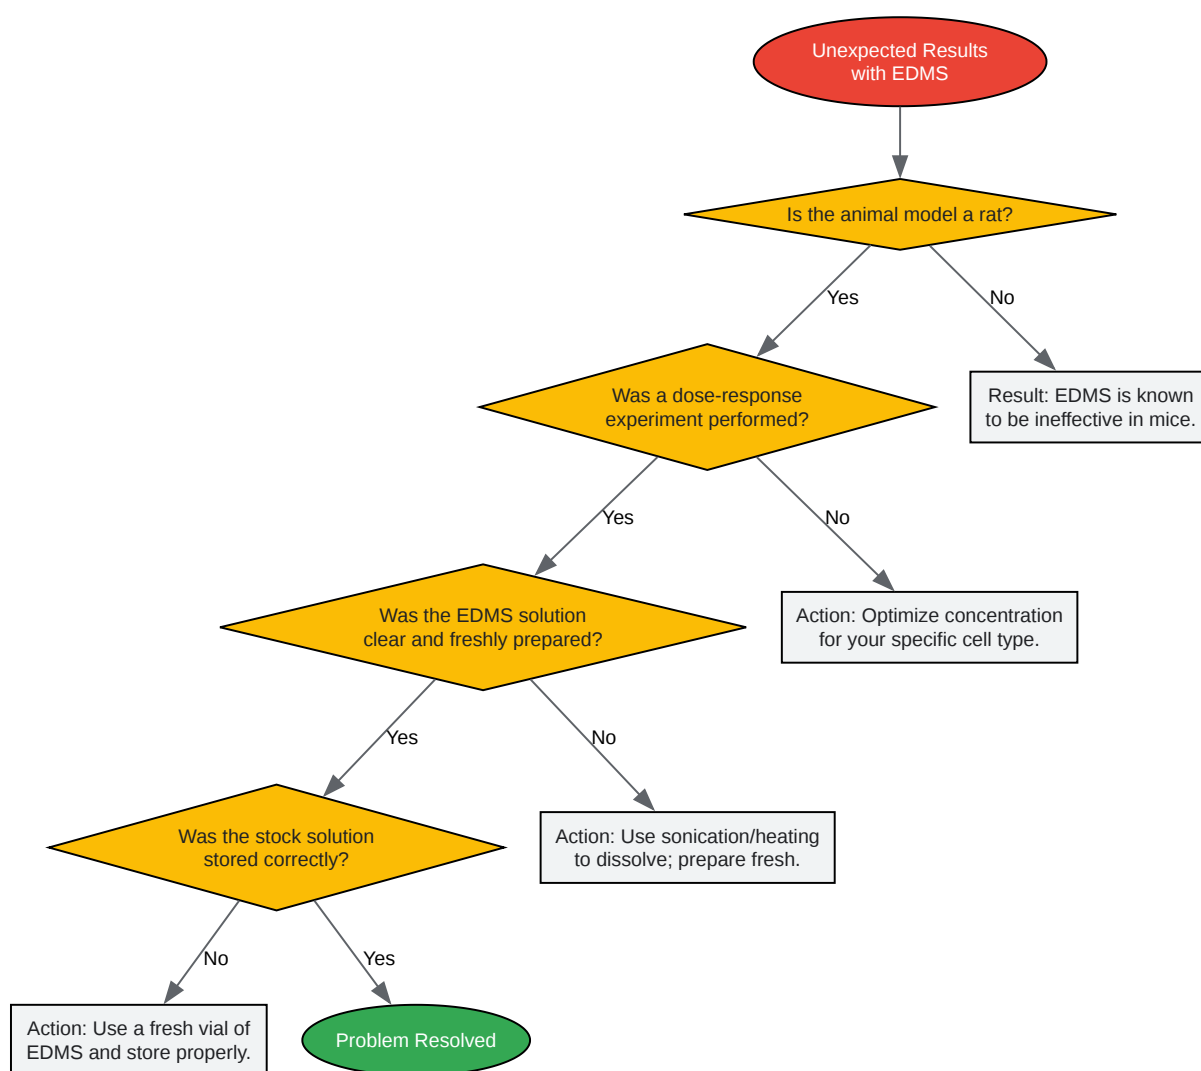 Unexpected Results
with EDMS
Is the animal model a rat?
Yes
No
Was a dose-response
experiment performed?
Result: EDMS is known
to be ineffective in mice.
Yes
No
Was the EDMS solution
clear and freshly prepared?
Action: Optimize concentration
for your specific cell type.
Yes
No
Was the stock solution
stored correctly?
Action: Use sonication/heating
to dissolve; prepare fresh.
No
Yes
Action: Use a fresh vial of
EDMS and store properly.
Problem Resolved